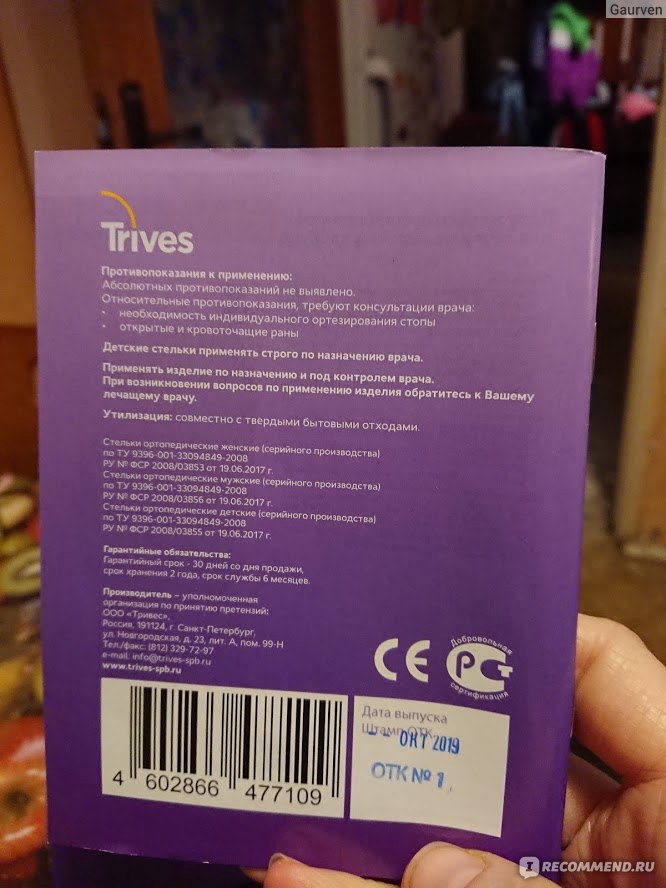 Gaurven
Trives
Противопоказания к применению:
Абсолютных противопоказаний не выявлено.
Относительные противопоказания, требуют консультации врача:
• необходимость индивидуального ортезирования стопы
• открытые и кровоточащие раны
Детские стельки применять строго по назначению врача.
Применять изделие по назначению и под контролем врача.
При возникновении вопросов по применению изделия обратитесь к Вашему
лечащему врачу.
Утилизация: совместно с твердыми бытовыми отходами.
Стельки ортопедические женские (серийного производства)
по ТУ 9396-001-33094849-2008
РУ № ФСР 2008/03853 от 19.06.2017 г.
Стельки ортопедические мужские (серийного производства)
по ТУ 9396-001-33094849-2008
РУ № ФСР 2008/03856 от 19.06.2017 г.
Стельки ортопедические детские (серийного производства)
по ТУ 9396-001-33094849-2008
РУ № ФСР 2008/03855 от 19.06.2017 г.
Гарантийные обязательства:
Гарантийный срок - 30 дней со дня продажи,
срок хранения 2 года, срок службы 6 месяцев.
Производитель – уполномоченная
организация по принятию претензий:
ООО «Тривес»,
Россия, 191124, г. Санкт-Петербург,
ул. Новгородская, д. 23, лит. А, пом. 99-Н
Тел./факс: (812) 329-72-97
e-mail: info@trives-spb.ru
www.trives-spb.ru
CE
Добровольная
РСТ
сертификация
Дата выпуска
Штамп ОТК
-- ОКТ 2019
ОТК № 1
4 602866 477109
IRECOMMEND.RU